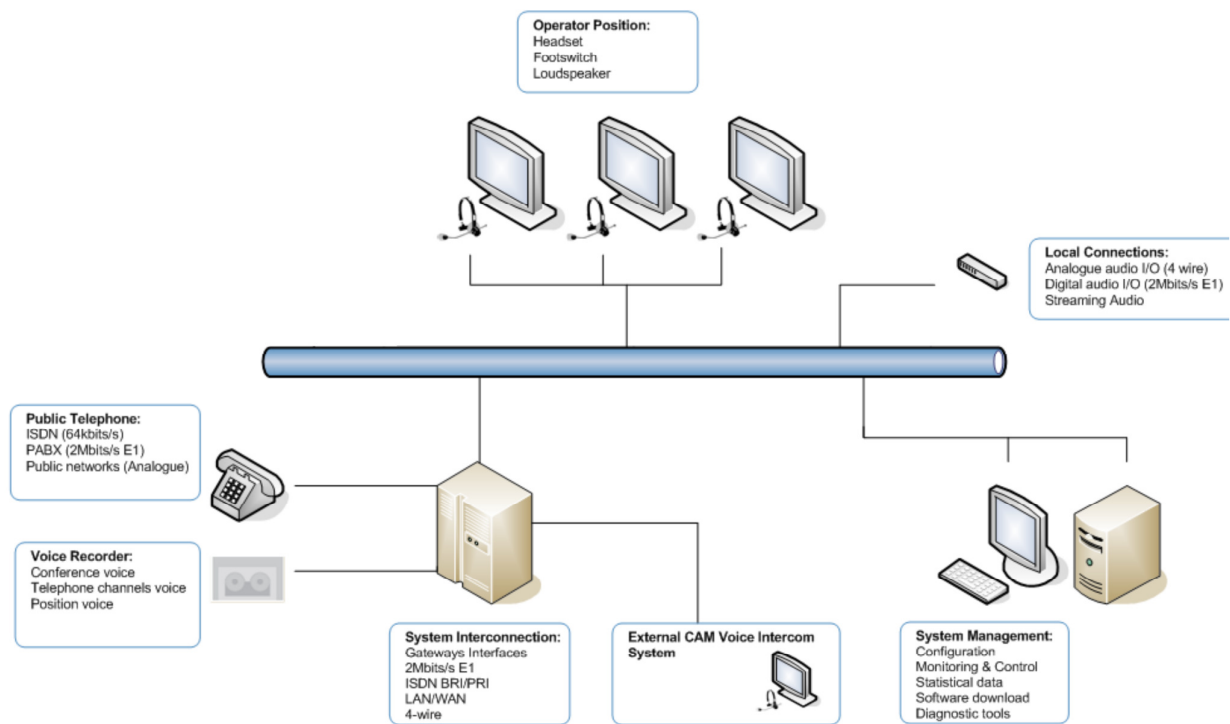 Operator Position:
Headset
Footswitch
Loudspeaker
Local Connections:
Analogue audio I/O (4 wire)
Digital audio I/O (2Mbits/s E1)
Streaming Audio
Public Telephone:
ISDN (64kbits/s)
PABX (2Mbits/s E1)
Public networks (Analogue)
Voice Recorder:
Conference voice
Telephone channels voice
Position voice
System Interconnection:
Gateways Interfaces
2Mbits/s E1
ISDN BRI/PRI
LAN/WAN
4-wire
External CAM Voice Intercom
System
System Management:
Configuration
Monitoring & Control
Statistical data
Software download
Diagnostic tools